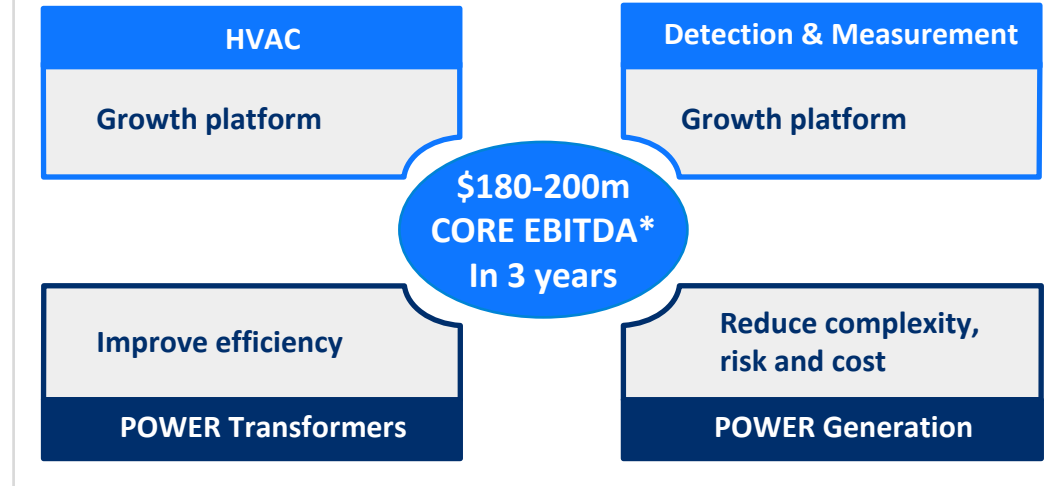 HVAC
Growth platform
Detection & Measurement
Growth platform
$180-200m
CORE EBITDA*
In 3 years
Improve efficiency
POWER Transformers
Reduce complexity,
risk and cost
POWER Generation